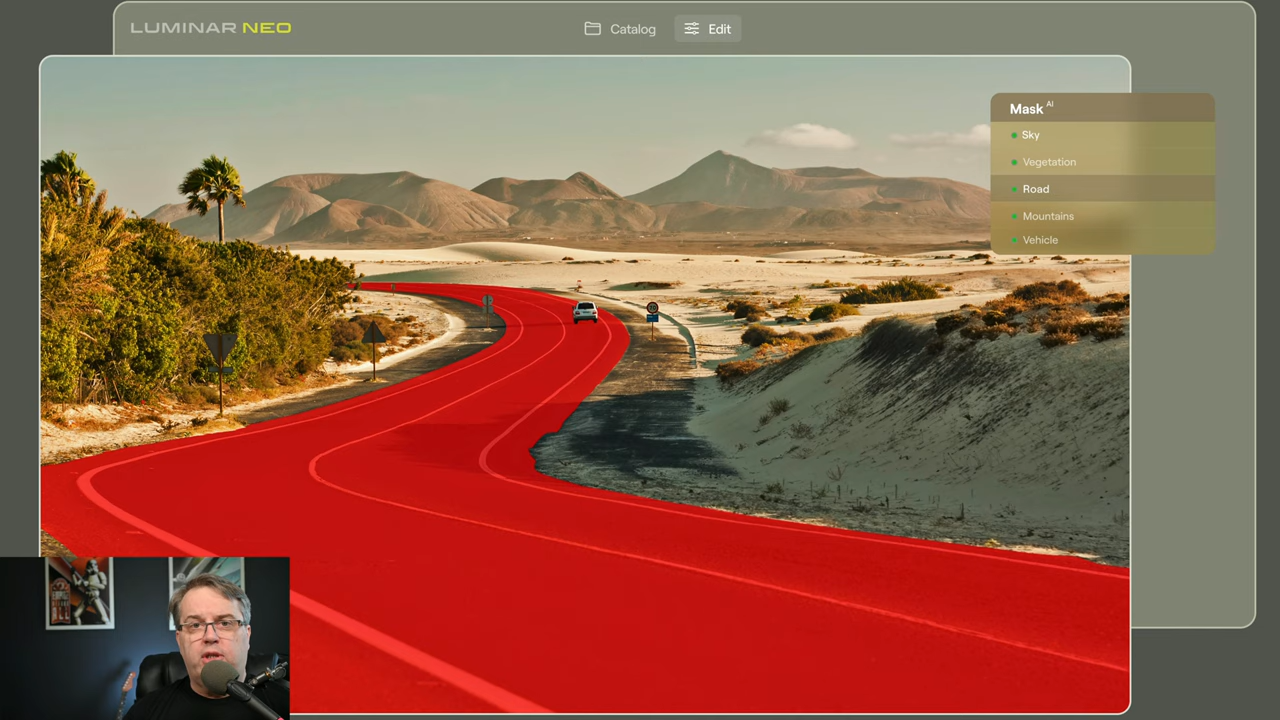 LUMINAR NEO
Catalog
Edit
Mask AI
Sky
Vegetation
Road
Mountains
Vehicle